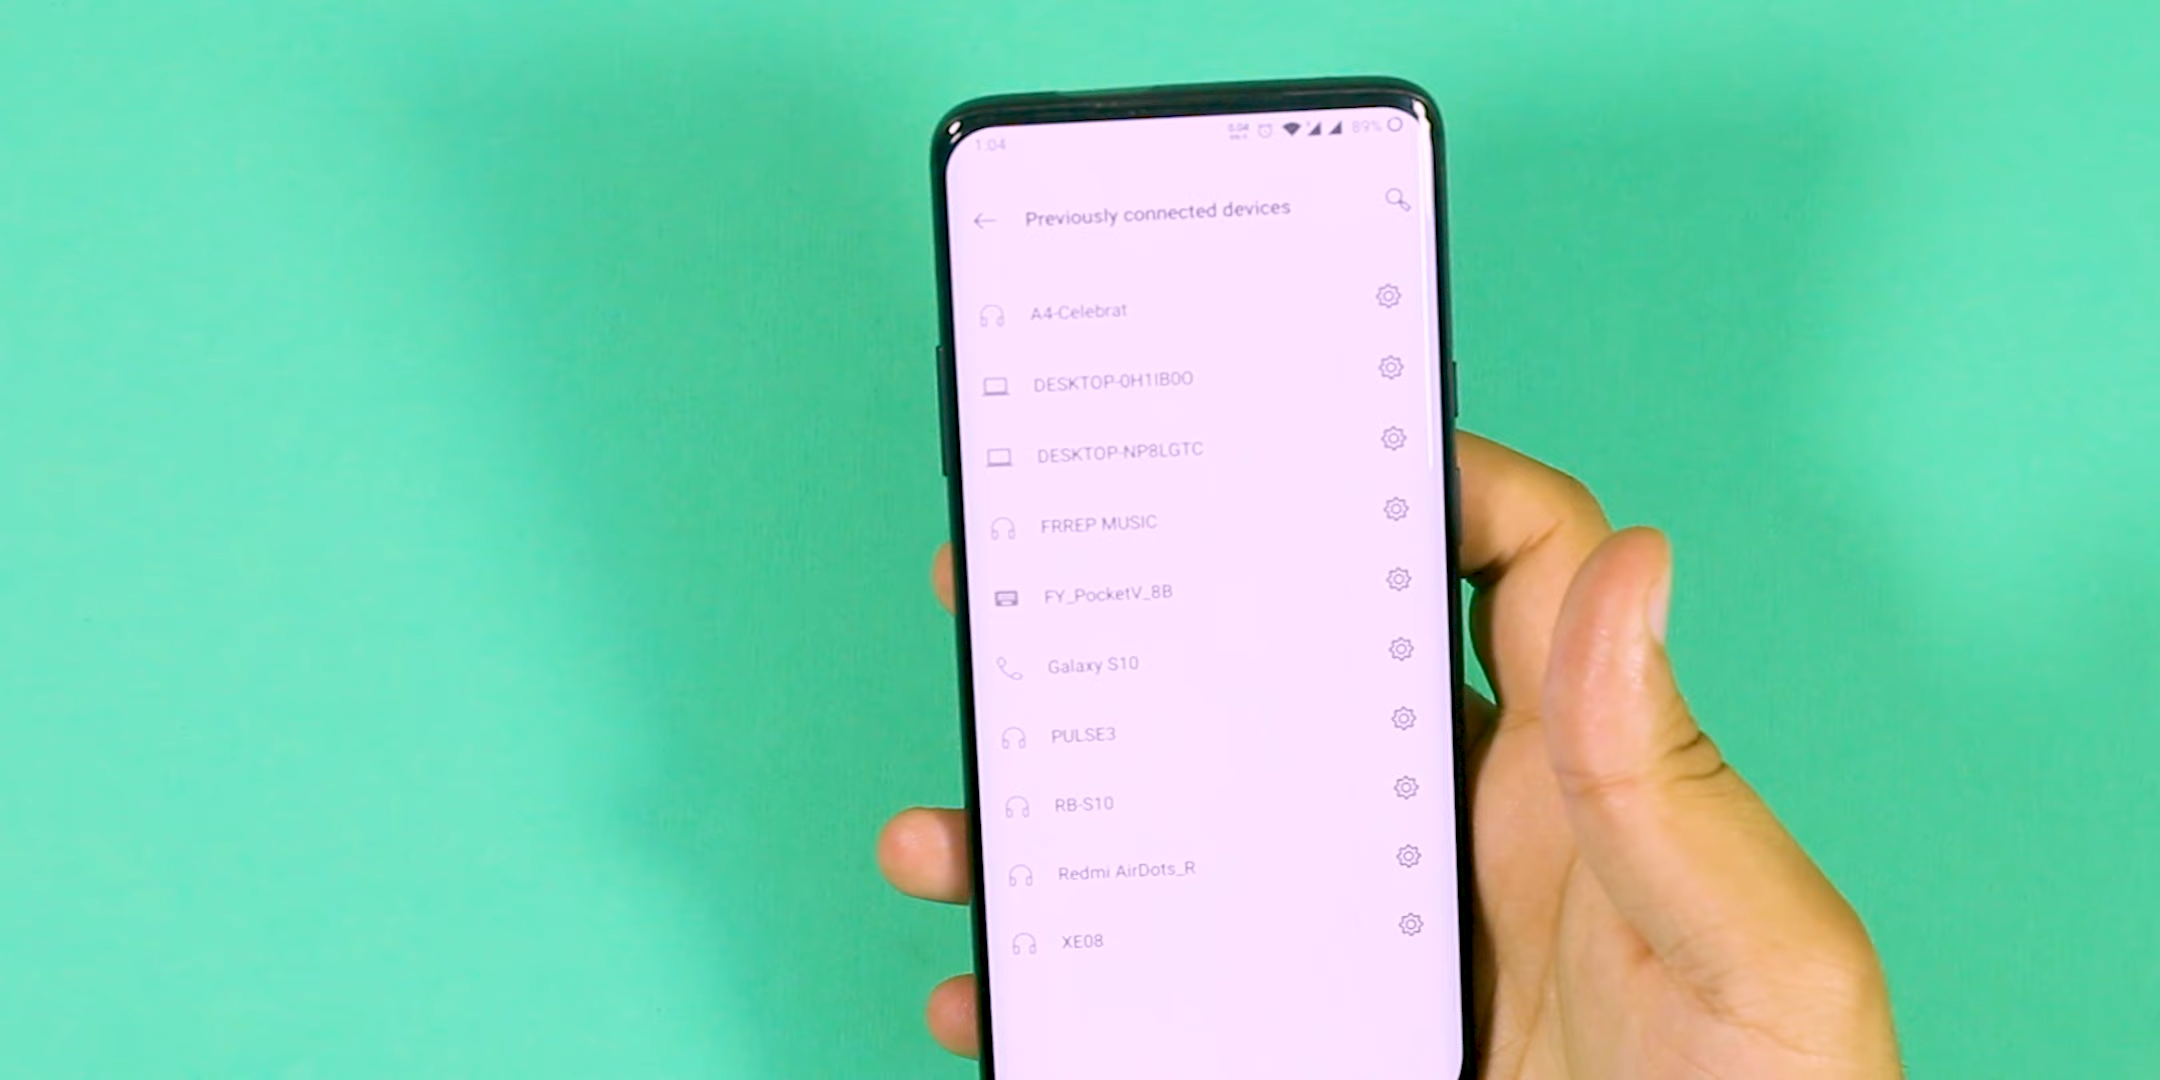 1:04
89%
Previously connected devices
A4-Celebrat
DESKTOP-0H1IB0O
DESKTOP-NP8LGTC
FRREP MUSIC
FY_PocketV_8B
Galaxy S10
PULSE3
RB-S10
Redmi AirDots_R
XE08